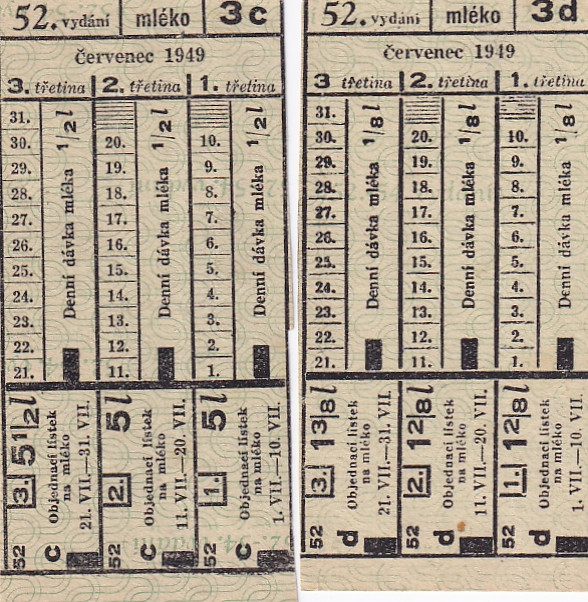 52. vydání mléko 3c
červenec 1949
3. třetina 2. třetina 1. třetina
31.
30. 20. 10.
29. 19. 9.
28. 18. 8.
27. 17. 7.
26. 16. 6.
25. 15. 5.
24. 14. 4.
23. 13. 3.
22. 12. 2.
21. 11. 1.
Denní dávka mléka 1/2 l
Denní dávka mléka 1/2 l
Denní dávka mléka 1/2 l
3. 5 1/2 l
Objednací lístek
na mléko
21. VII.—31. VII.
52 c
2. 5 l
Objednací lístek
na mléko
11. VII.—20. VII.
52 c
1. 5 l
Objednací lístek
na mléko
1. VII.—10. VII.
52 c
52. vydání mléko 3d
červenec 1949
3 třetina 2. třetina 1. třetina
31.
30. 20. 10.
29. 19. 9.
28. 18. 8.
27. 17. 7.
26. 16. 6.
25. 15. 5.
24. 14. 4.
23. 13. 3.
22. 12. 2.
21. 11. 1.
Denní dávka mléka 1/8 l
Denní dávka mléka 1/8 l
Denní dávka mléka 1/8 l
3. 13/8 l
Objednací lístek
na mléko
21. VII.—31. VII.
52 d
2. 12/8 l
Objednací lístek
na mléko
11. VII.—20. VII.
52 d
1. 12/8 l
Objednací lístek
na mléko
1. VII.—10. VII.
52 d